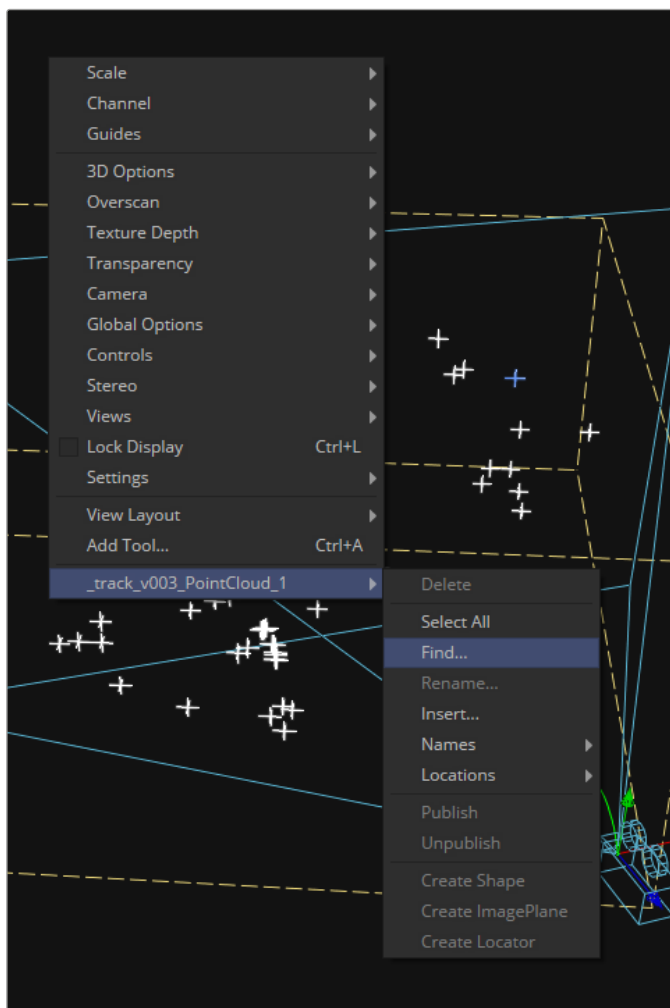 Scale
Channel
Guides
3D Options
Overscan
Texture Depth
Transparency
Camera
Global Options
Controls
Stereo
Views
Lock Display Ctrl+L
Settings
View Layout
Add Tool... Ctrl+A
_track_v003_PointCloud_1
Delete
Select All
Find...
Rename...
Insert...
Names
Locations
Publish
Unpublish
Create Shape
Create ImagePlane
Create Locator